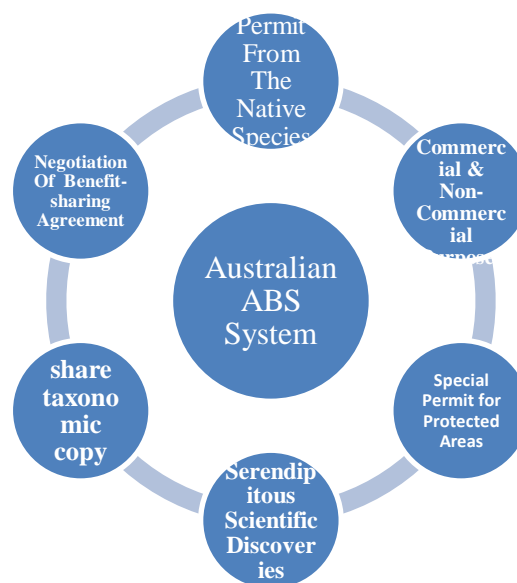 Permit
From
The
Native
Species
Commerc
ial &
Non-
Commerc
ial
Purpose
Special
Permit for
Protected
Areas
Serendip
itous
Scientific
Discover
ies
share
taxono
mic
copy
Negotiation
Of Benefit-
sharing
Agreement
Australian
ABS
System